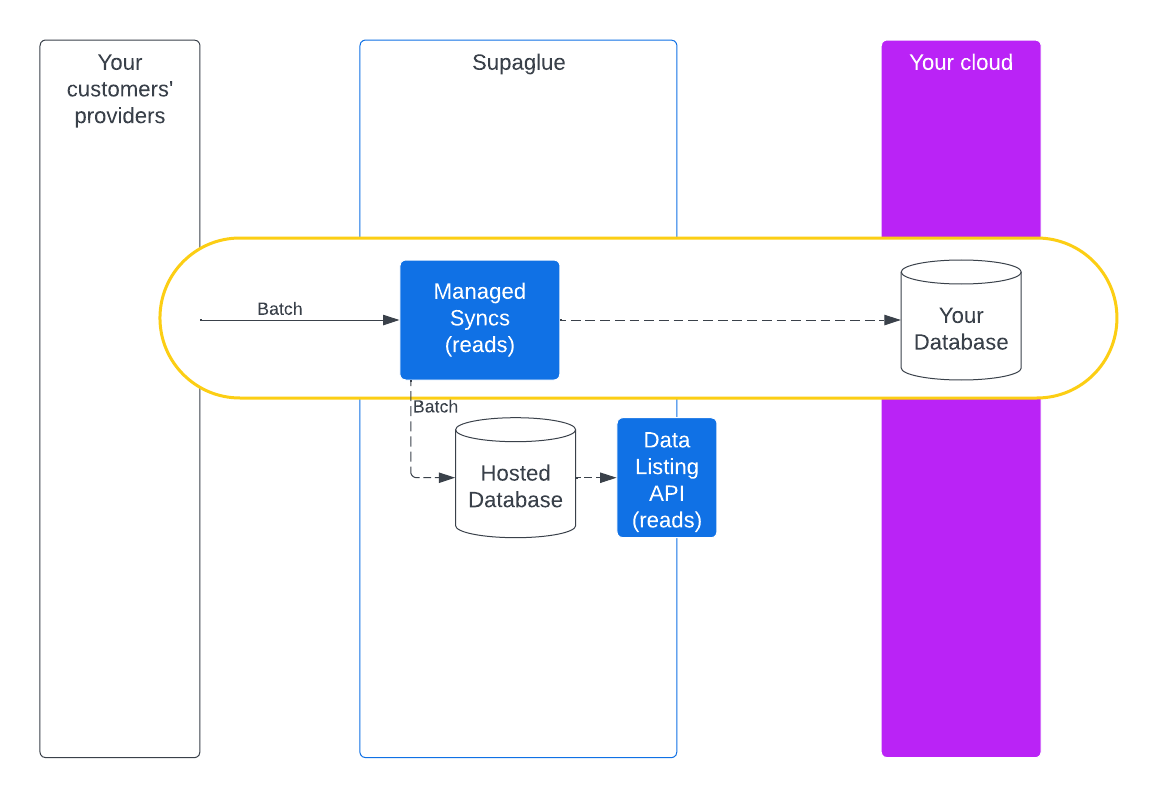 Your
customers'
providers
Supaglue
Your cloud
Batch
Managed
Syncs
(reads)
Your
Database
Batch
Hosted
Database
Data
Listing
API
(reads)